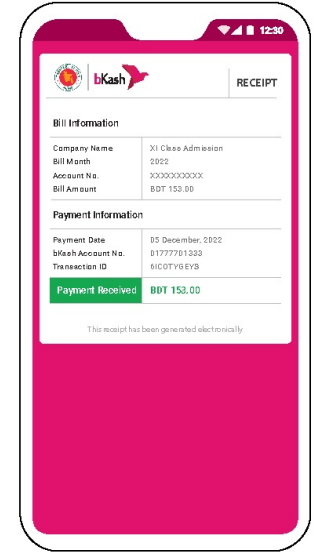 12:30
bKash
RECEIPT
Bill Information
Company Name XI Class Admission
Bill Month 2022
Account No. XXXXXXXXXX
Bill Amount BDT 153.00
Payment Information
Payment Date 05 December, 2022
bKash Account No. 01777701333
Transaction ID 6ICOTYGEYS
Payment Received BDT 153.00
This receipt has been generated electronically